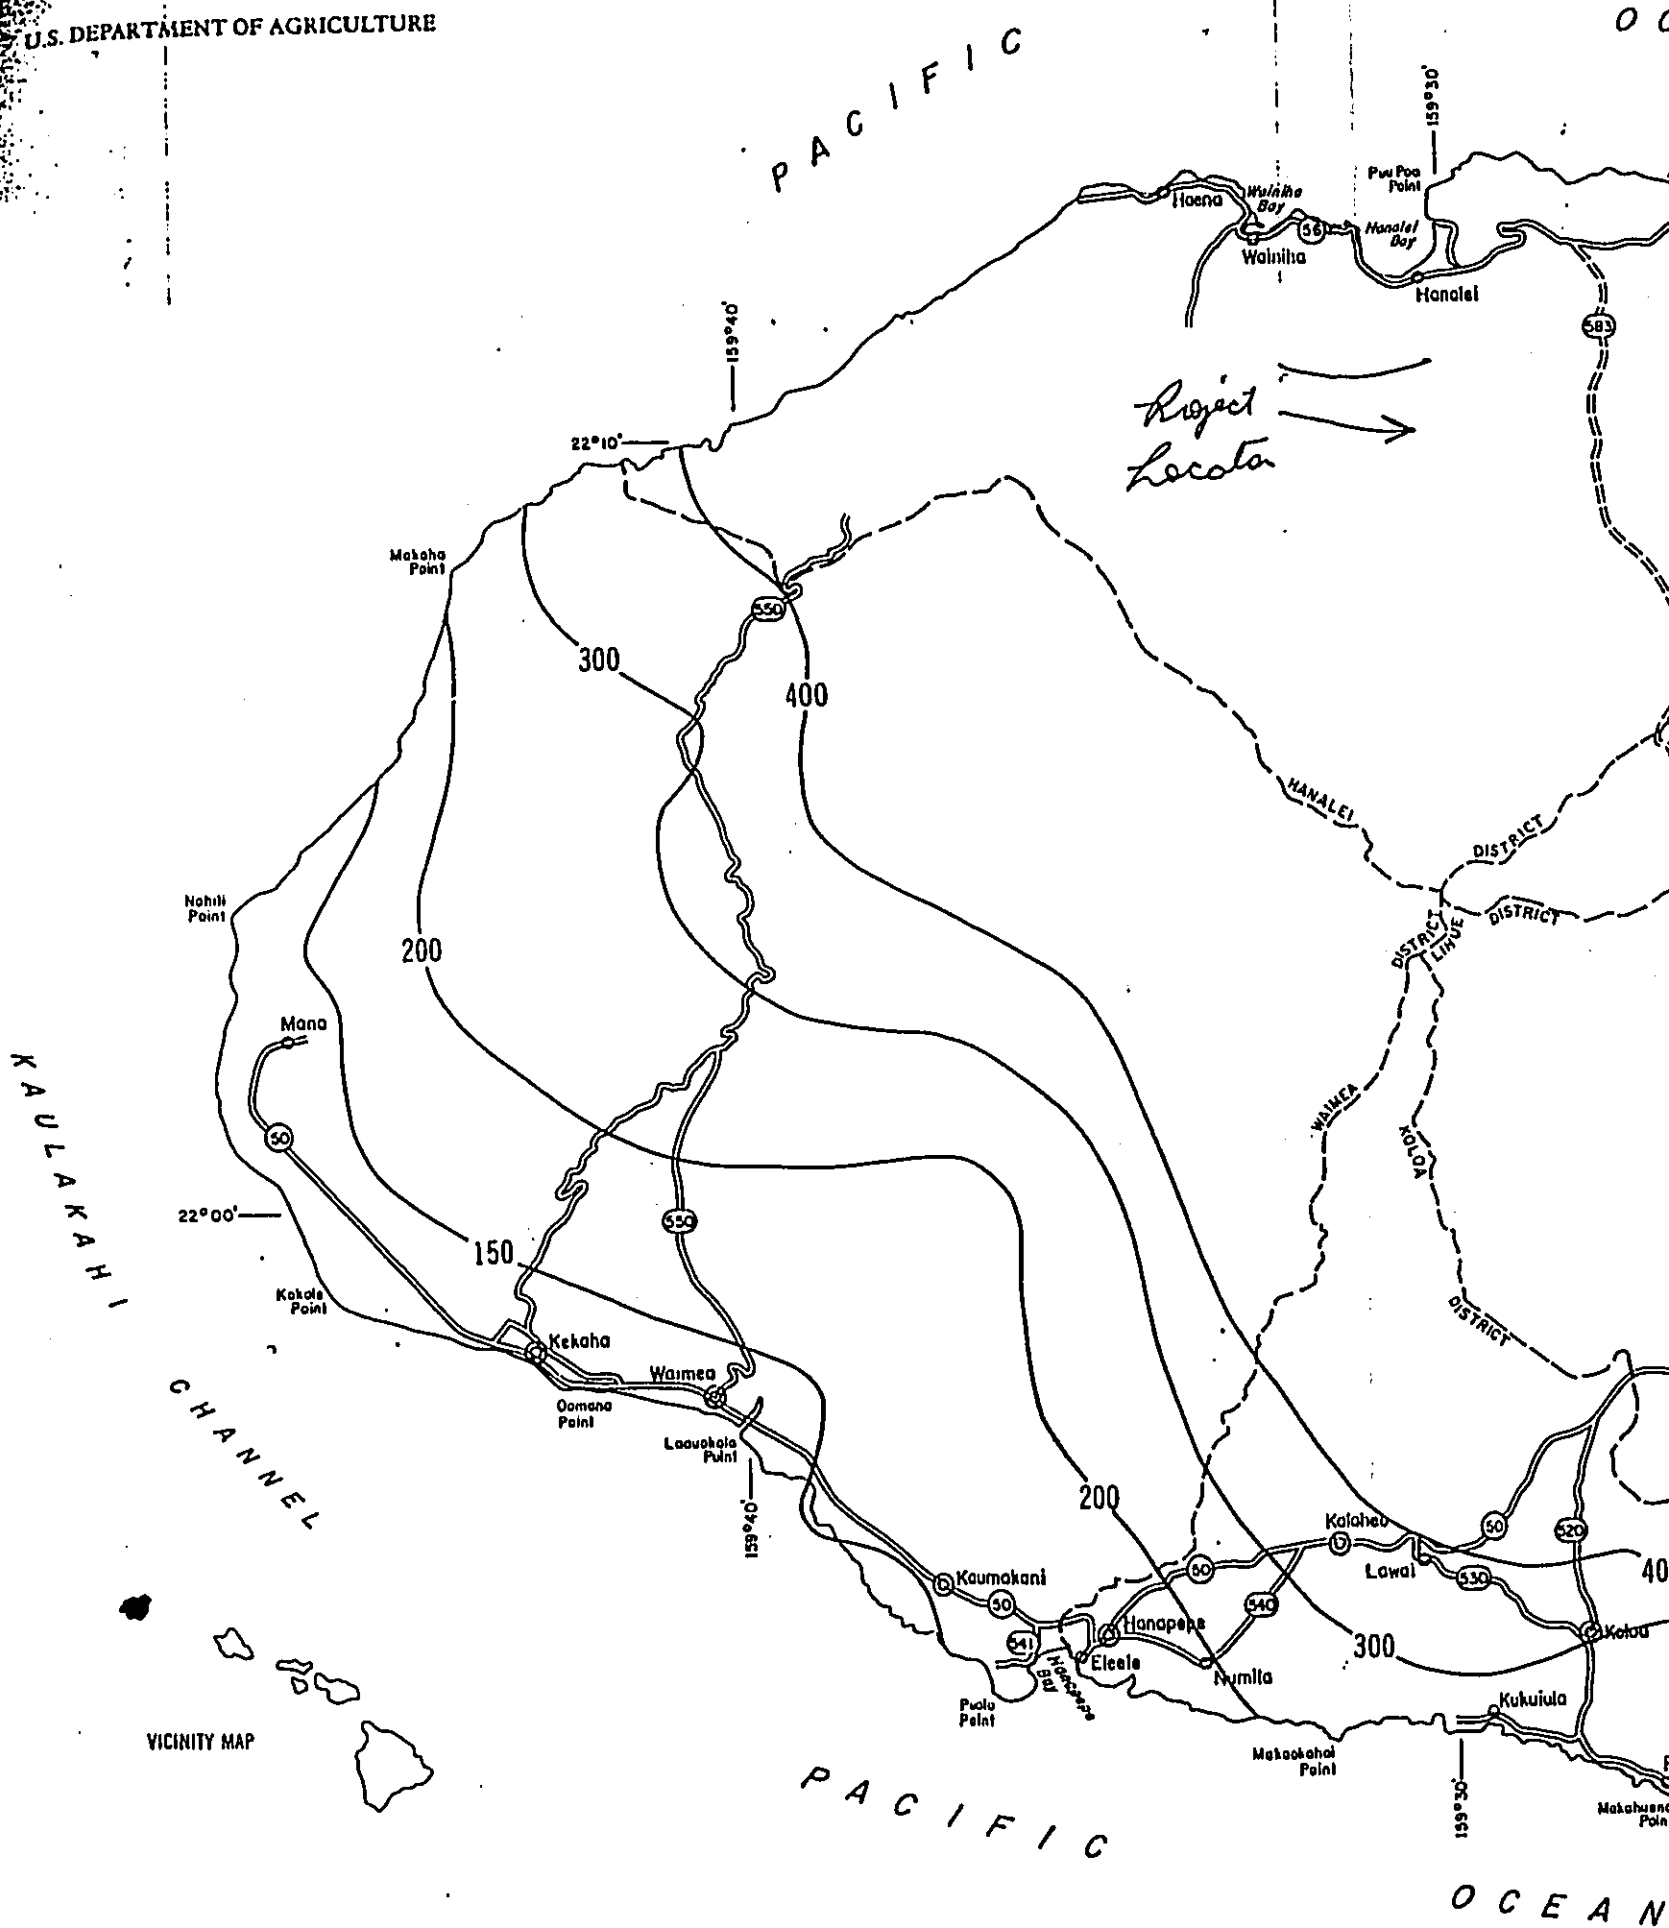 U.S. DEPARTMENT OF AGRICULTURE
PACIFIC
OC
159°30'
Puu Poa
Point
Haena
Wainiha
Bay
56
Hanalei
Bay
Wainiha
Hanalei
583
159°40'
Project
Location
22°10'
Makaha
Point
550
300
400
HANALEI
DISTRICT
DISTRICT
DISTRICT
LIHUE
Nohili
Point
200
Mana
50
KAULAKAHI
CHANNEL
WAIMEA
KOLOA
DISTRICT
22°00'
550
150
Kokole
Point
Kekaha
Waimea
Oomano
Point
Laauokala
Point
159°40'
200
Kalaheo
50
520
Lawai
530
40
Kaumakani
50
50
540
541
Hanapepe
Eleele
Hanapepe
Bay
Numila
300
Koloa
Puolo
Point
Kukuiula
Makaokahai
Point
159°30'
Makahuena
Poin
VICINITY MAP
PACIFIC
OCEAN